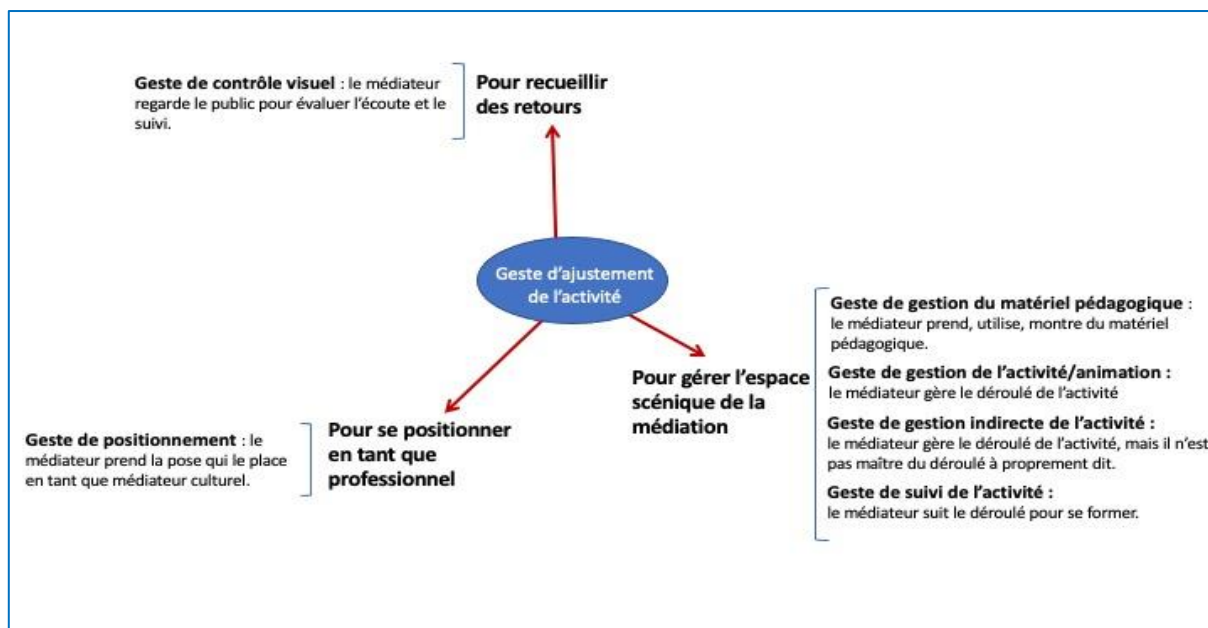 Geste de contrôle visuel : le médiateur
regarde le public pour évaluer l'écoute et le
suivi.
Pour recueillir
des retours
Geste d'ajustement
de l'activité
Geste de gestion du matériel pédagogique :
le médiateur prend, utilise, montre du matériel
pédagogique.
Geste de gestion de l'activité/animation :
le médiateur gère le déroulé de l'activité
Geste de gestion indirecte de l'activité :
le médiateur gère le déroulé de l'activité, mais il n'est
pas maître du déroulé à proprement dit.
Geste de suivi de l'activité :
le médiateur suit le déroulé pour se former.
Pour gérer l'espace
scénique de la
médiation
Geste de positionnement : le
médiateur prend la pose qui le place
en tant que médiateur culturel.
Pour se positionner
en tant que
professionnel